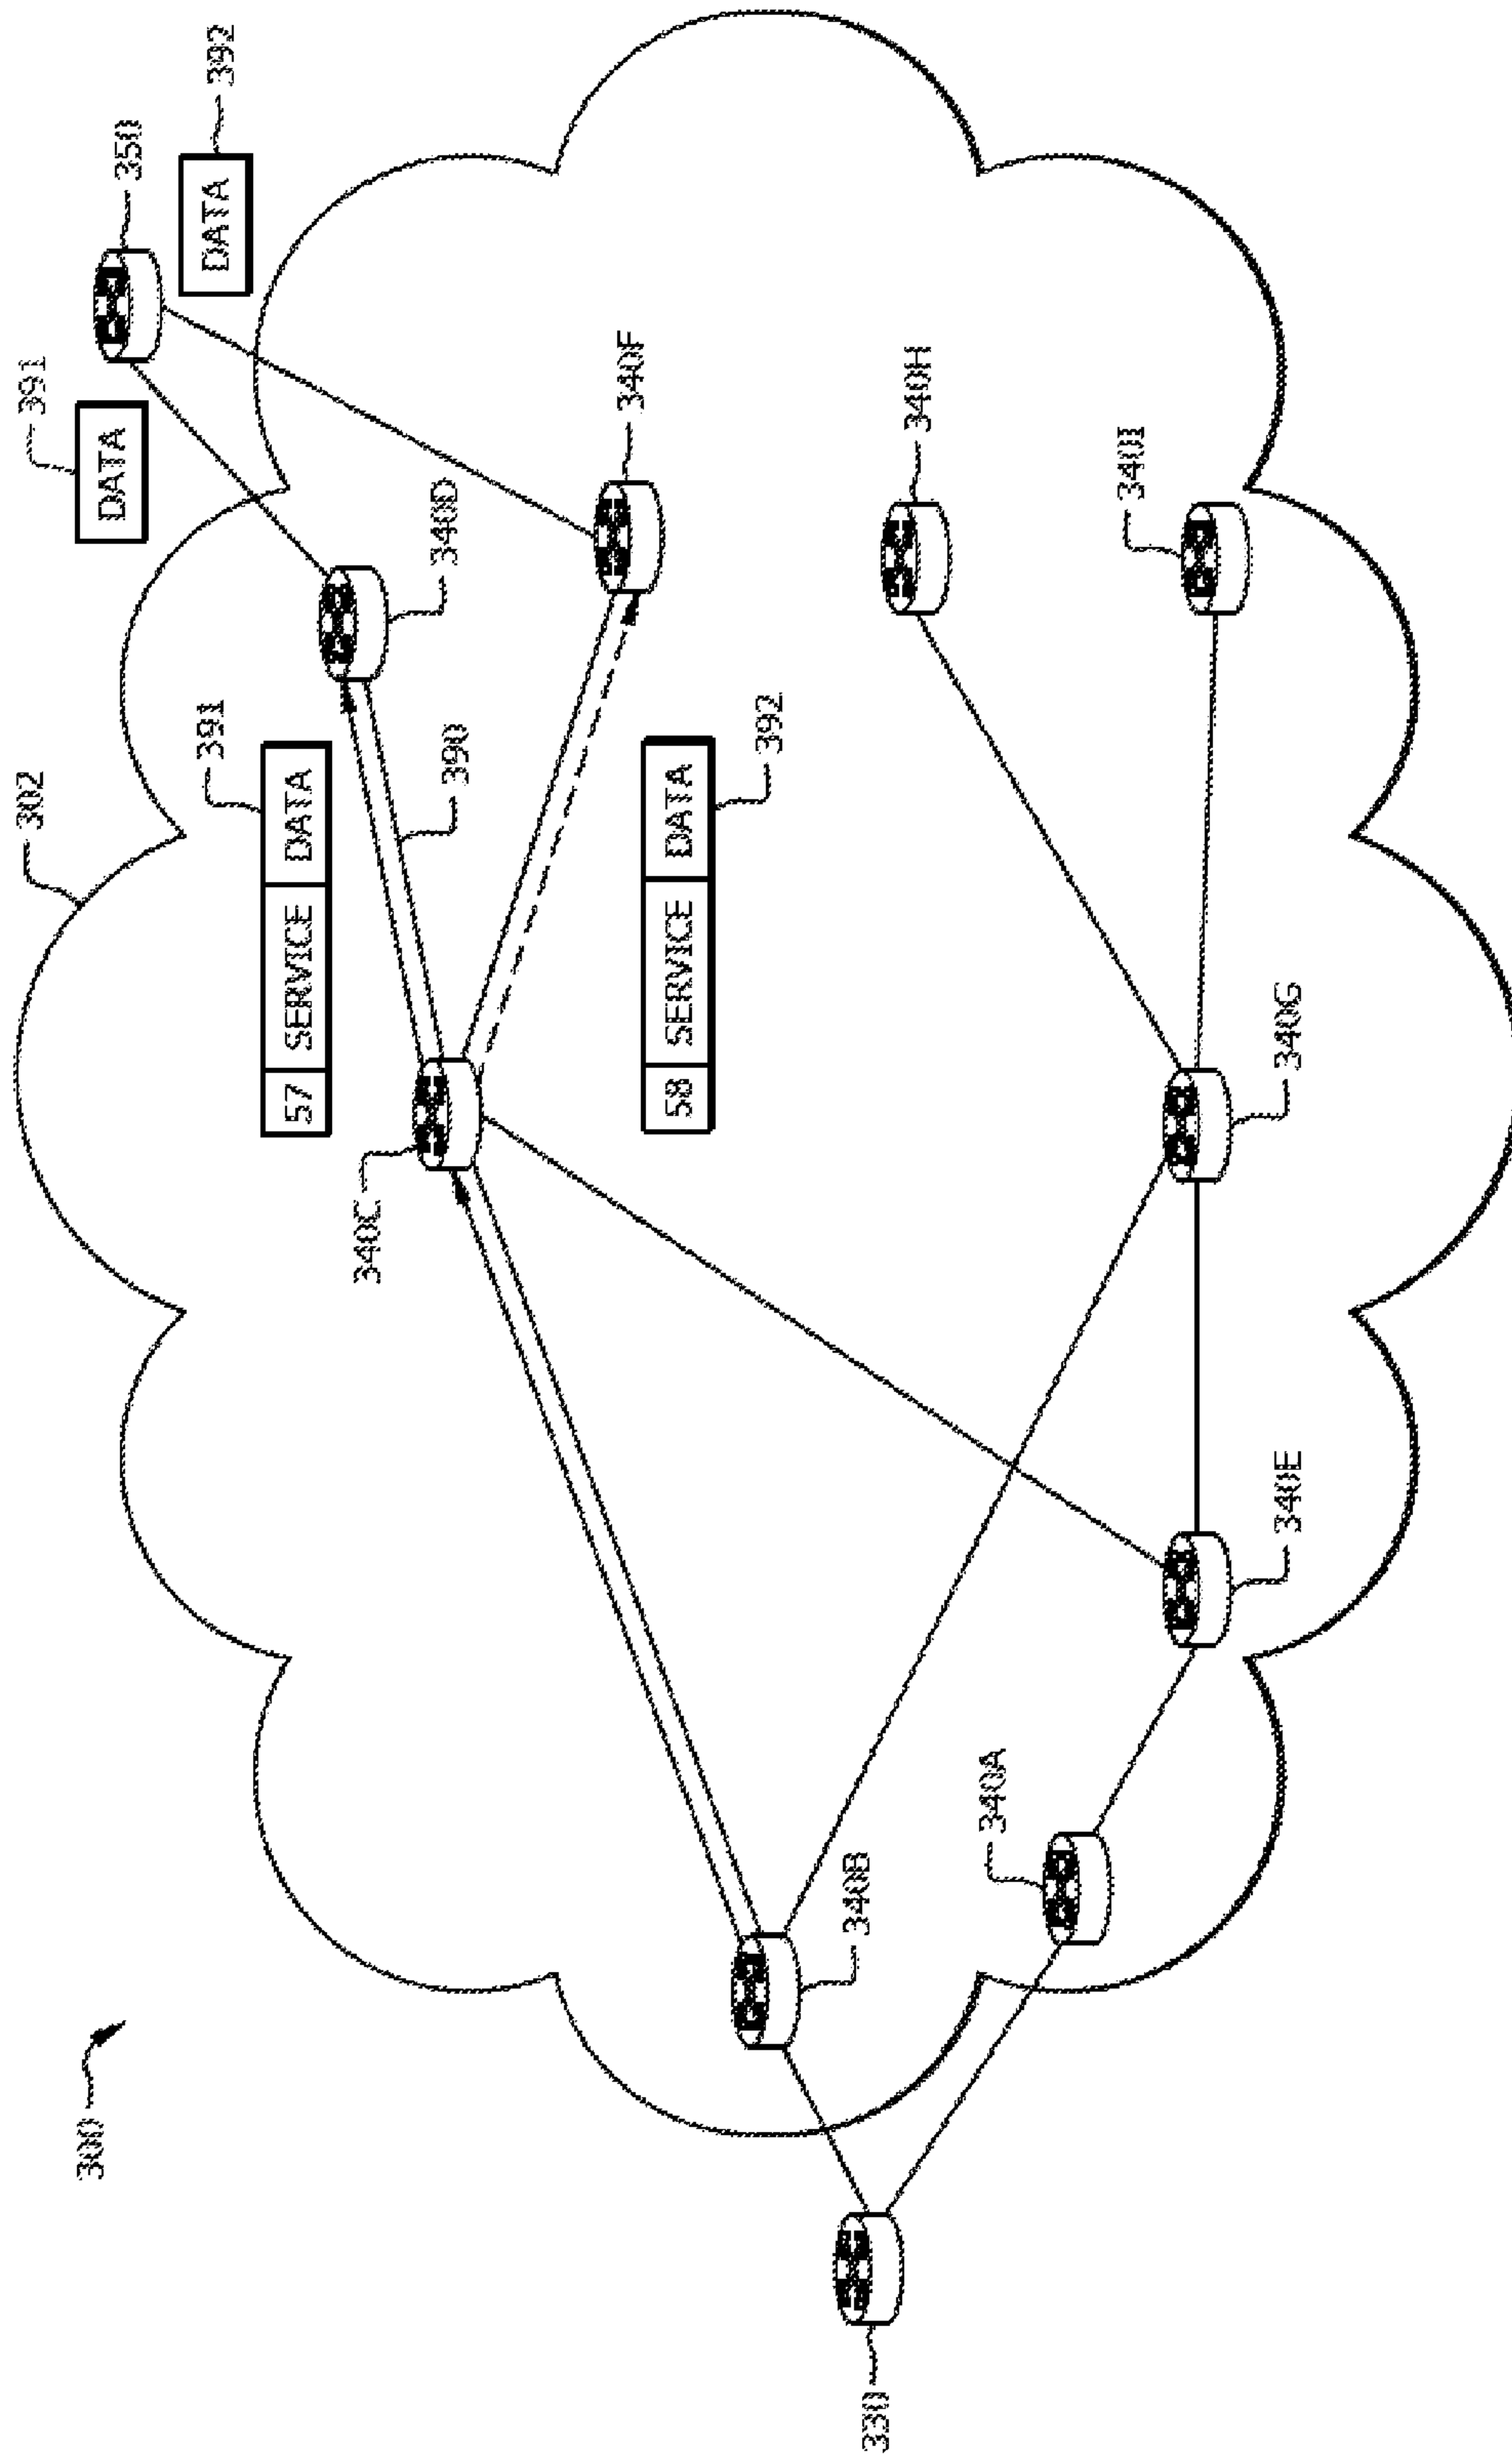 300
302
391
DATA
350
DATA
392
57 SERVICE DATA
391
340D
390
340C
340F
58 SERVICE DATA
392
340H
340I
340B
340A
340E
340G
330